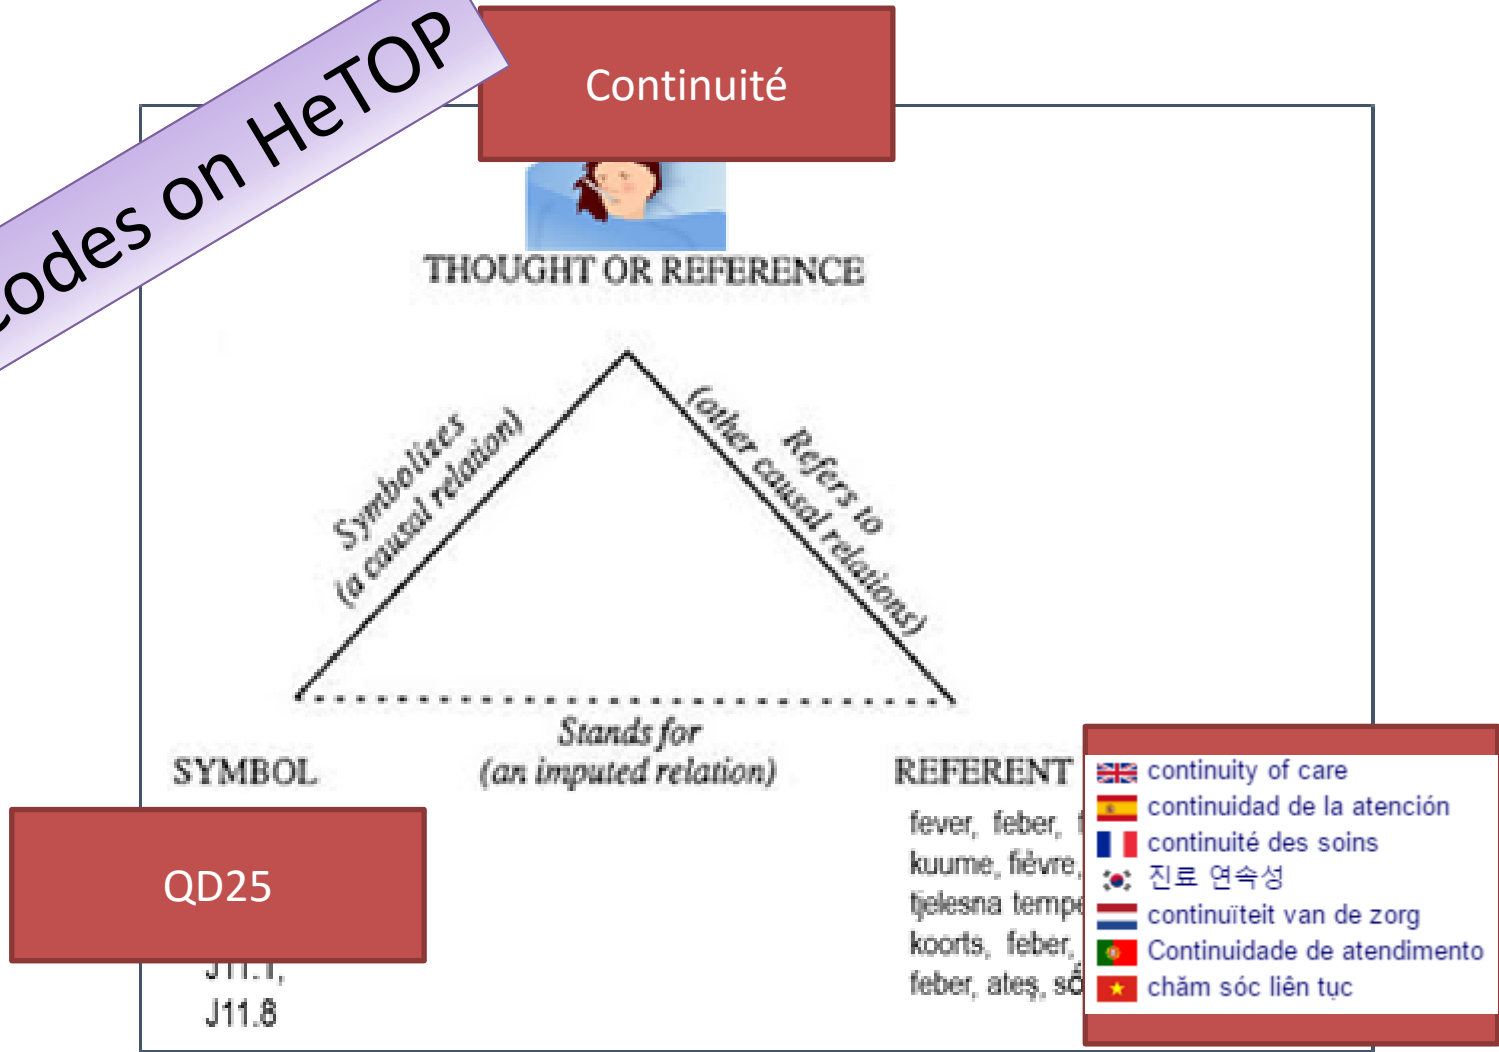 codes on HeTOP
Continuité
THOUGHT OR REFERENCE
Symbolizes
(a causal relation)
Refers to
(other causal relations)
Stands for
(an imputed relation)
SYMBOL
REFERENT
QD25
J11.1,
J11.8
fever, feber,
kuume, fièvre,
tjelesna
koorts, feber,
feber, ateş,
continuity of care
continuidad de la atención
continuité des soins
진료 연속성
continuïteit van de zorg
Continuidade de atendimento
chăm sóc liên tục